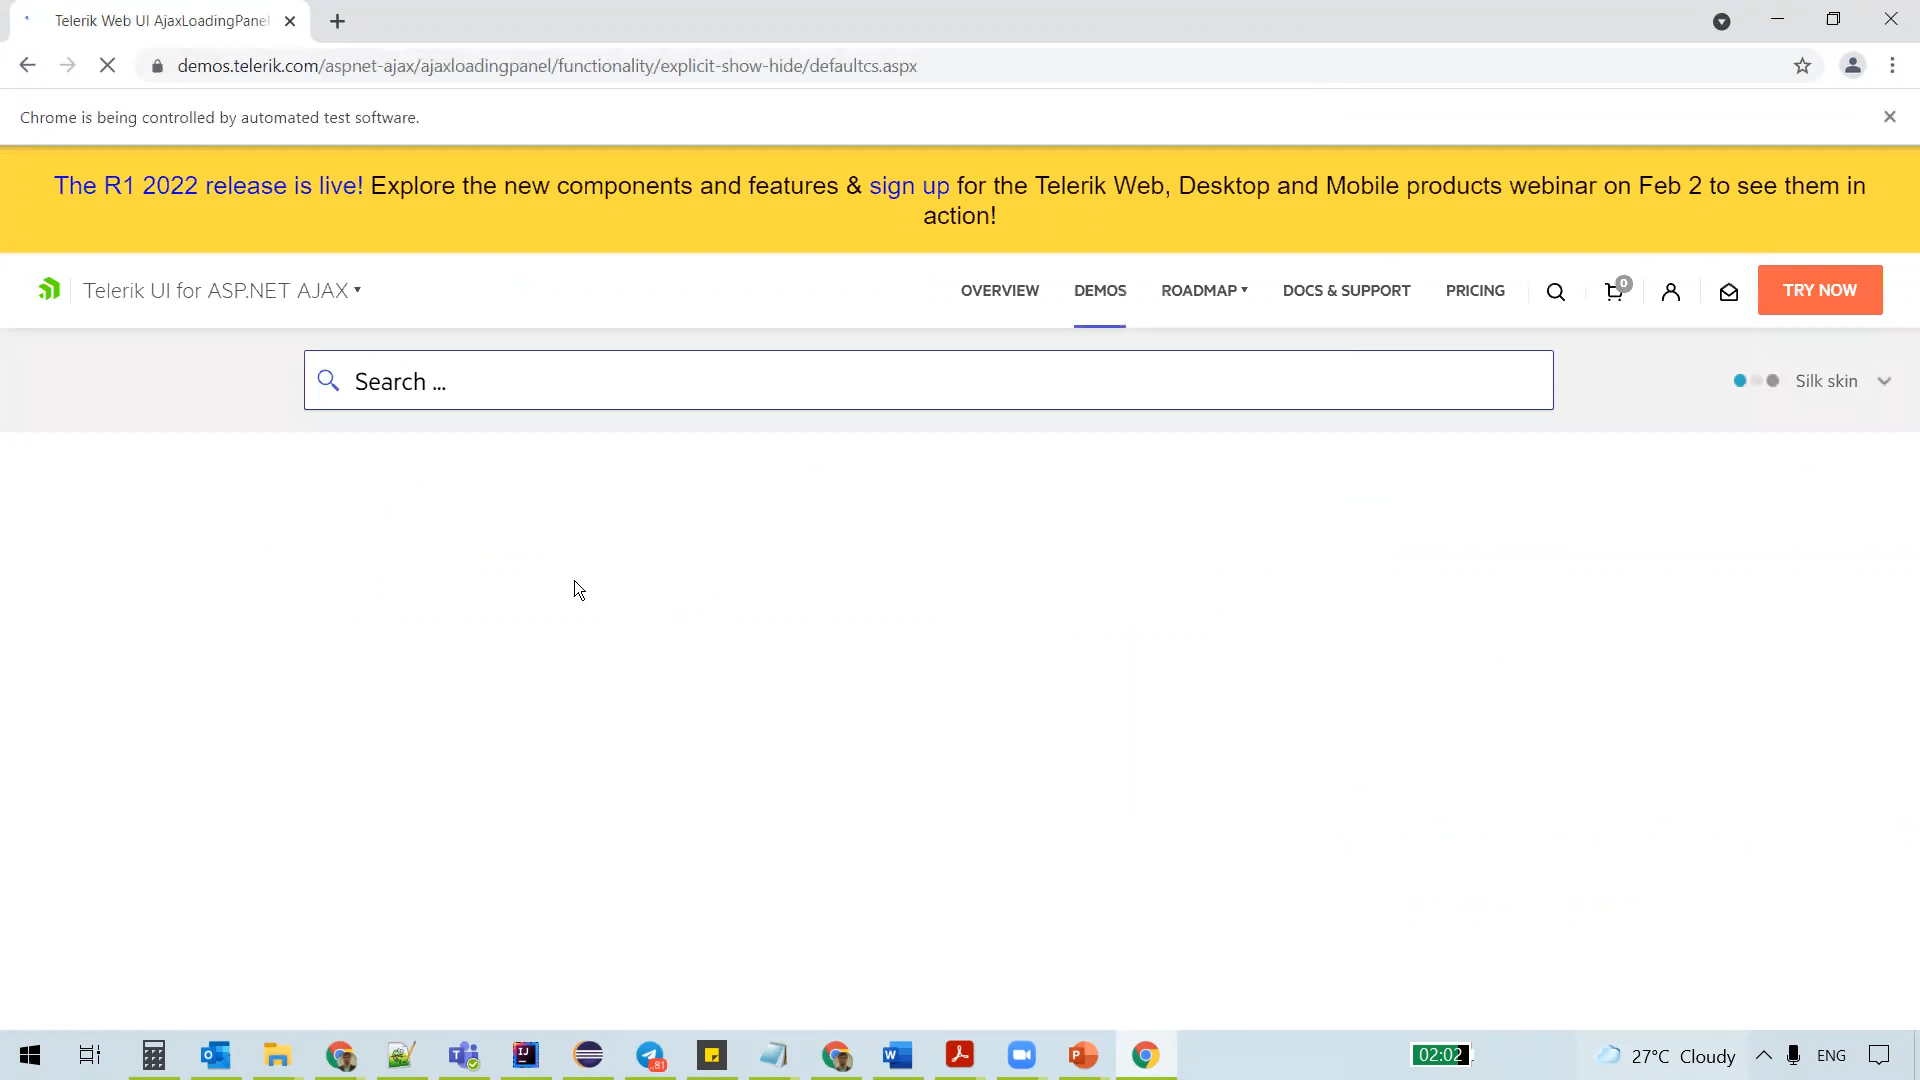 Telerik Web UI AjaxLoadingPanel
demos.telerik.com/aspnet-ajax/ajaxloadingpanel/functionality/explicit-show-hide/defaultcs.aspx
Chrome is being controlled by automated test software.
The R1 2022 release is live! Explore the new components and features & sign up for the Telerik Web, Desktop and Mobile products webinar on Feb 2 to see them in
action!
Telerik UI for ASP.NET AJAX
OVERVIEW DEMOS ROADMAP DOCS & SUPPORT PRICING 0 TRY NOW
Search ...
Silk skin
81 02:02 27°C Cloudy ENG